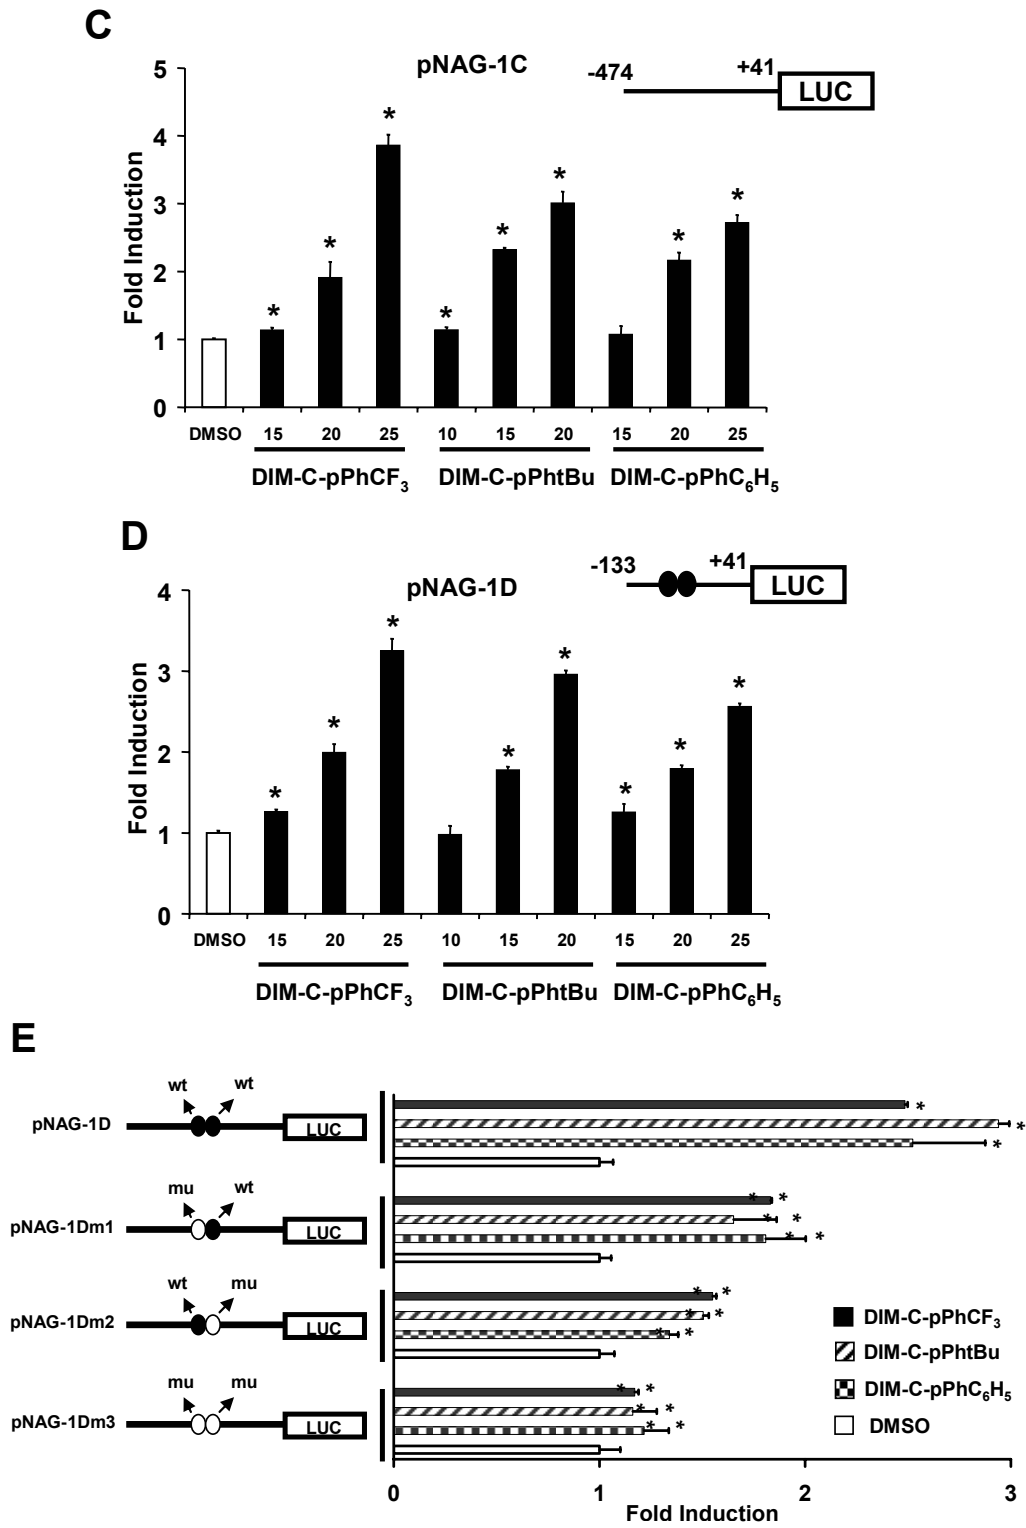 C
pNAG-1C
-474
+41
LUC
5
4
3
2
1
0
Fold Induction
*
*
*
*
*
*
*
*
DMSO
15
20
25
10
15
20
15
20
25
DIM-C-pPhCF₃
DIM-C-pPhtBu
DIM-C-pPhC₆H₅
D
pNAG-1D
-133
+41
LUC
4
3
2
1
0
Fold Induction
*
*
*
*
*
*
*
*
DMSO
15
20
25
10
15
20
15
20
25
DIM-C-pPhCF₃
DIM-C-pPhtBu
DIM-C-pPhC₆H₅
E
wt
wt
pNAG-1D
LUC
*
*
*
mu
wt
pNAG-1Dm1
LUC
* *
* *
* *
wt
mu
pNAG-1Dm2
LUC
* *
* *
* *
mu
mu
pNAG-1Dm3
LUC
* *
* *
* *
DIM-C-pPhCF₃
DIM-C-pPhtBu
DIM-C-pPhC₆H₅
DMSO
0
1
2
3
Fold Induction